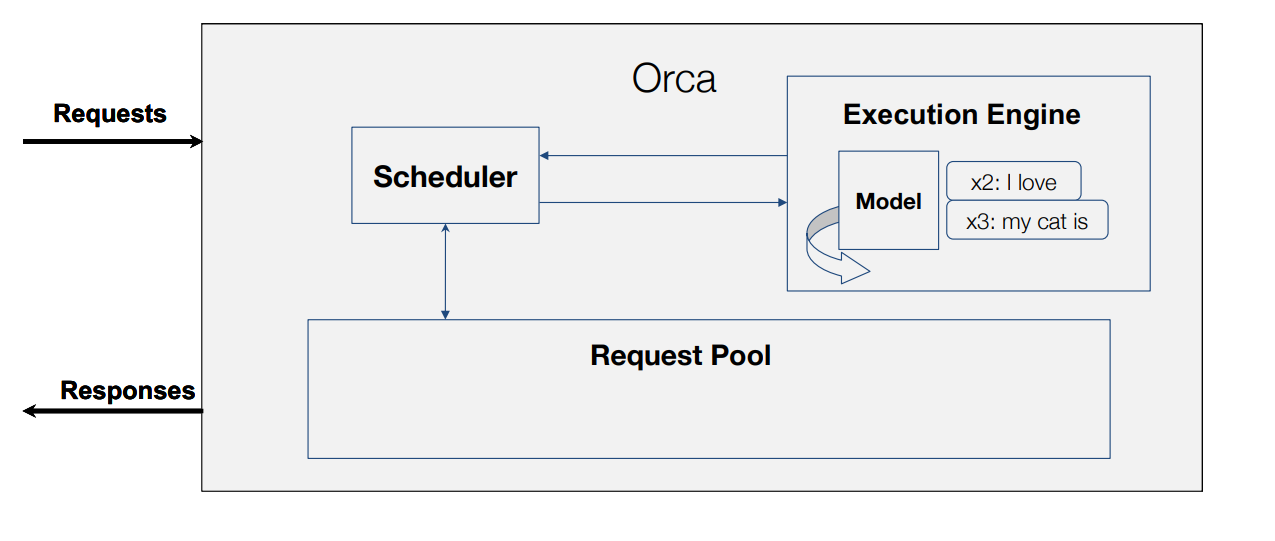 Orca
Requests
Execution Engine
Scheduler
Model
x2: I love
x3: my cat is
Request Pool
Responses